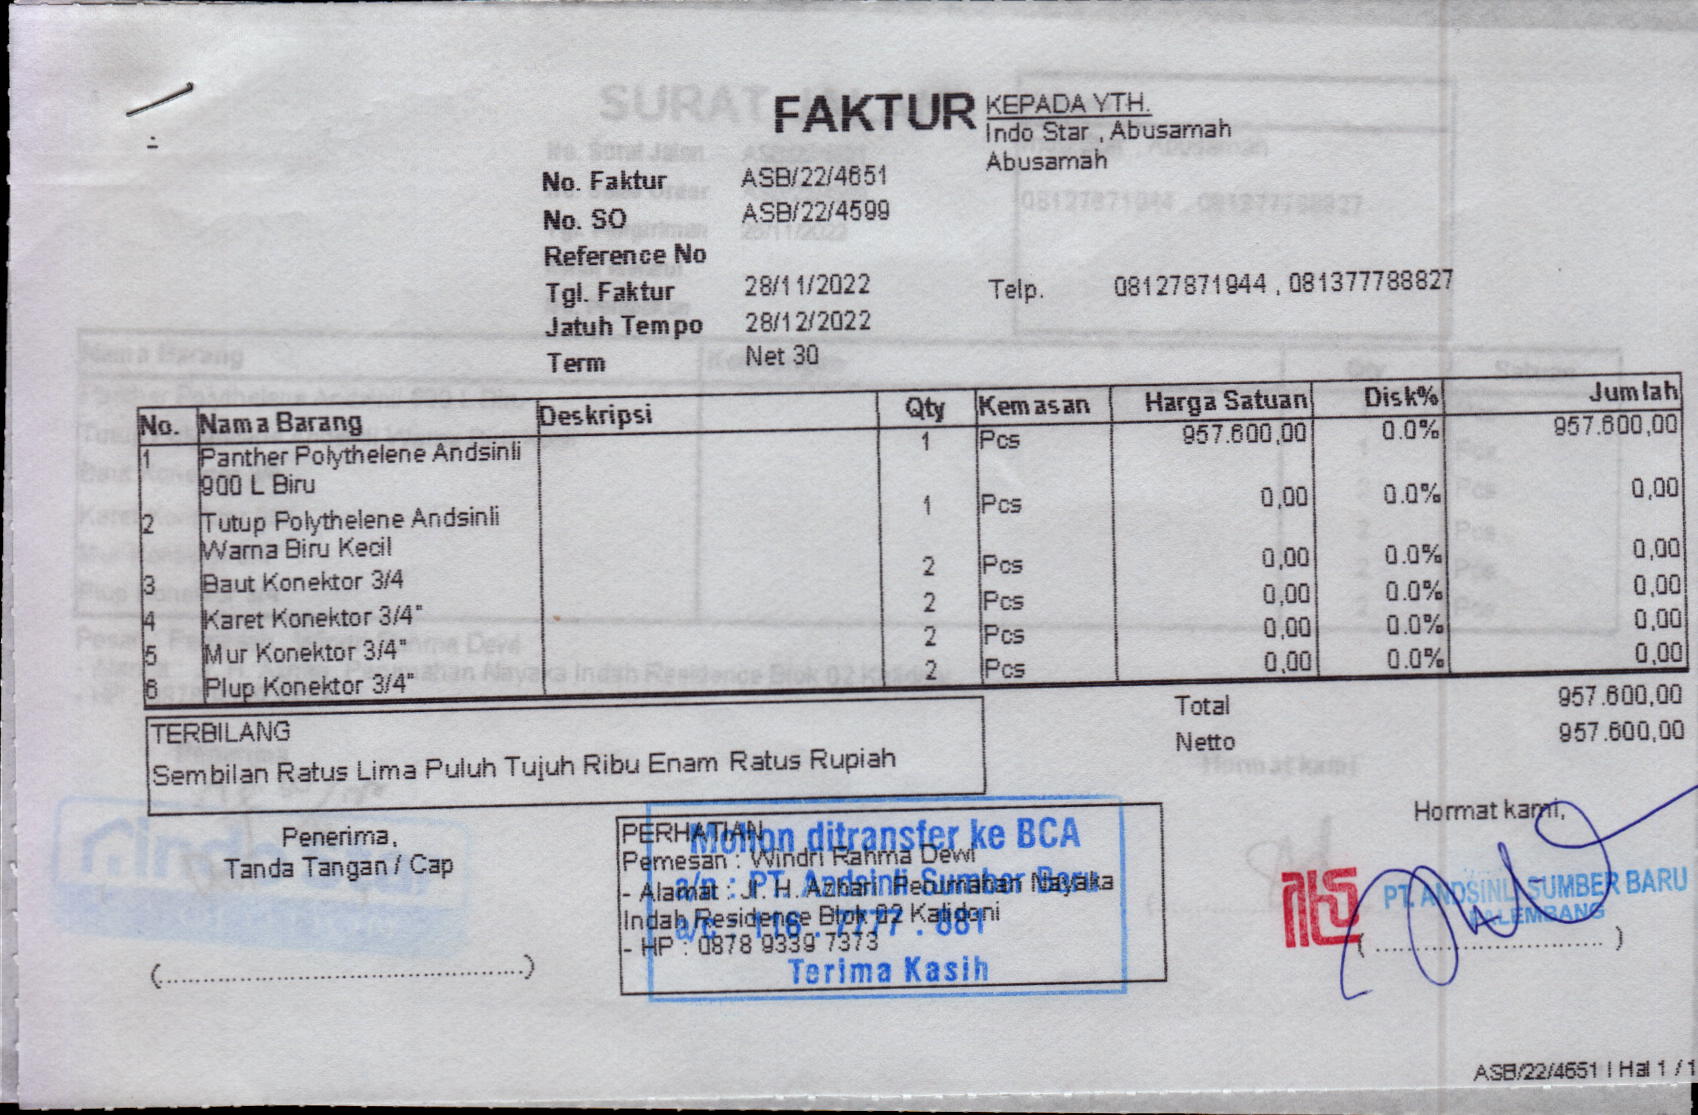 FAKTUR
KEPADA YTH.
Indo Star , Abusamah
Abusamah
No. Faktur ASB/22/4651
No. SO ASB/22/4599
Reference No
Tgl. Faktur 28/11/2022
Telp. 08127871944 , 081377788827
Jatuh Tempo 28/12/2022
Term Net 30
No. Nama Barang Deskripsi Qty Kemasan Harga Satuan Disk% Jumlah
1 Panther Polythelene Andsinli 1 Pcs 957.600,00 0.0% 957.600,00
900 L Biru
2 Tutup Polythelene Andsinli 1 Pcs 0,00 0.0% 0,00
Warna Biru Kecil
3 Baut Konektor 3/4 2 Pcs 0,00 0.0% 0,00
4 Karet Konektor 3/4" 2 Pcs 0,00 0.0% 0,00
5 Mur Konektor 3/4" 2 Pcs 0,00 0.0% 0,00
6 Plup Konektor 3/4" 2 Pcs 0,00 0.0% 0,00
Total 957.600,00
Netto 957.600,00
TERBILANG
Sembilan Ratus Lima Puluh Tujuh Ribu Enam Ratus Rupiah
Penerima,
Tanda Tangan / Cap
(................................................)
PERHATIAN
Pemesan : Windri Rahma Dewi
- Alamat : Jl. H. Azhari Perumahan Nayaka
Indah Residence Blok 02 Kalidoni
- HP : 0878 9339 7373
Mohon ditransfer ke BCA
a/n : PT. Andsinli Sumber Baru
a/c : 116 . 7777 . 881
Terima Kasih
Hormat kami,
PT. ANDSINLI SUMBER BARU
PALEMBANG
(................................)
ASB/22/4651 | Hal 1 / 1